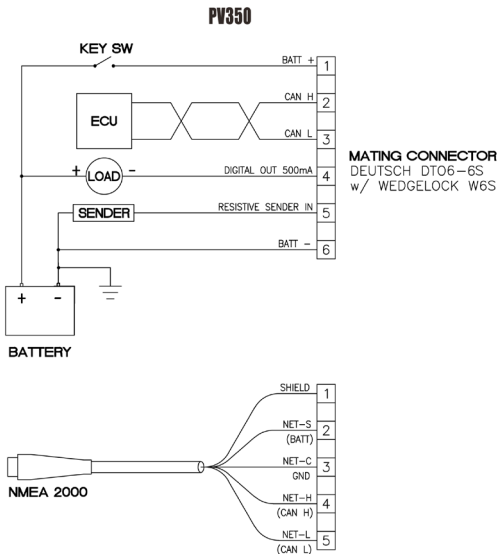 PV350
KEY SW
BATT +
1
CAN H
2
ECU
CAN L
3
MATING CONNECTOR
DEUTSCH DT06-6S
w/ WEDGELOCK W6S
+ LOAD -
DIGITAL OUT 500mA
4
SENDER
RESISTIVE SENDER IN
5
BATT -
6
+ -
BATTERY
SHIELD
1
NET-S
(BATT)
2
NET-C
GND
3
NMEA 2000
NET-H
(CAN H)
4
NET-L
(CAN L)
5